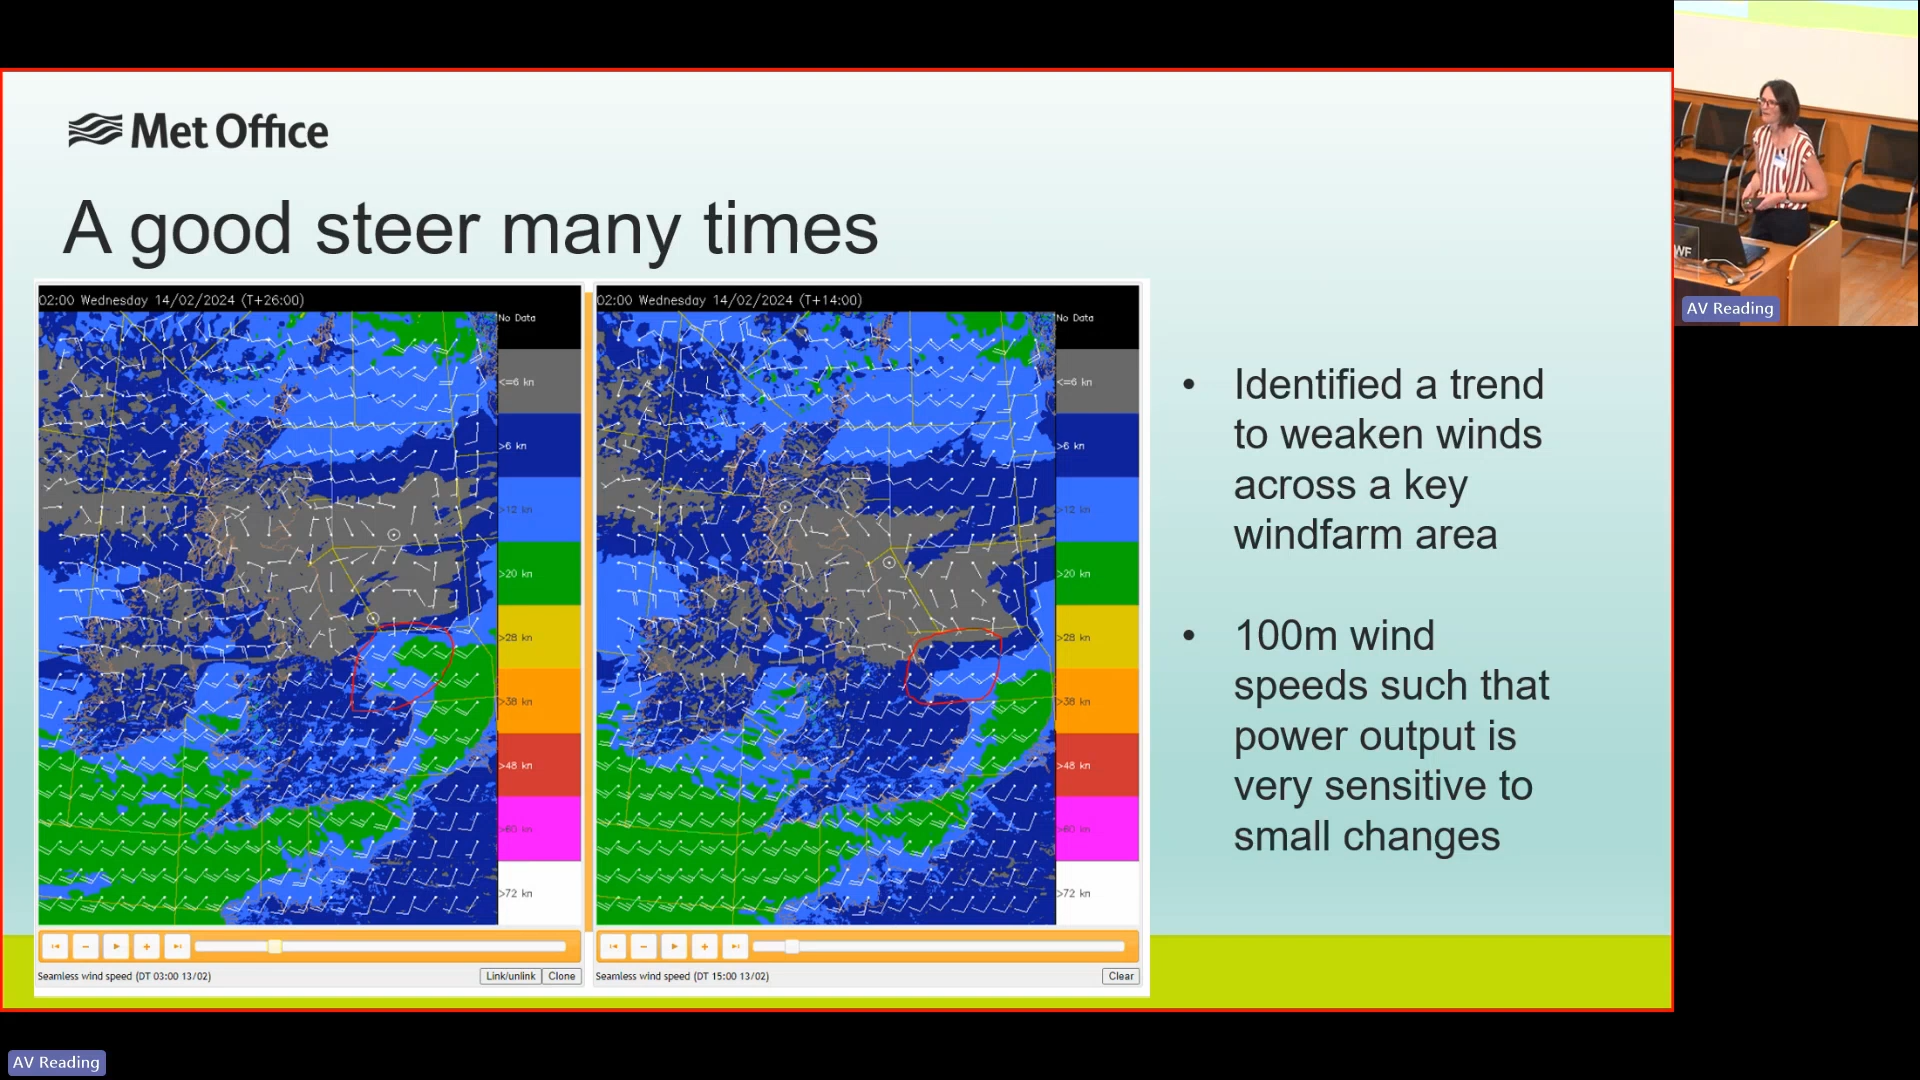 Met Office
A good steer many times
02:00 Wednesday 14/02/2024 (T+26:00)
No Data
<=6 kn
>6 kn
>12 kn
>20 kn
>28 kn
>38 kn
>48 kn
>60 kn
>72 kn
Seamless wind speed (DT 03:00 13/02)
Link/unlink
Clone
02:00 Wednesday 14/02/2024 (T+14:00)
No Data
<=6 kn
>6 kn
>12 kn
>20 kn
>28 kn
>38 kn
>48 kn
>60 kn
>72 kn
Seamless wind speed (DT 15:00 13/02)
Clear
• Identified a trend
to weaken winds
across a key
windfarm area
• 100m wind
speeds such that
power output is
very sensitive to
small changes
WF
AV Reading
AV Reading